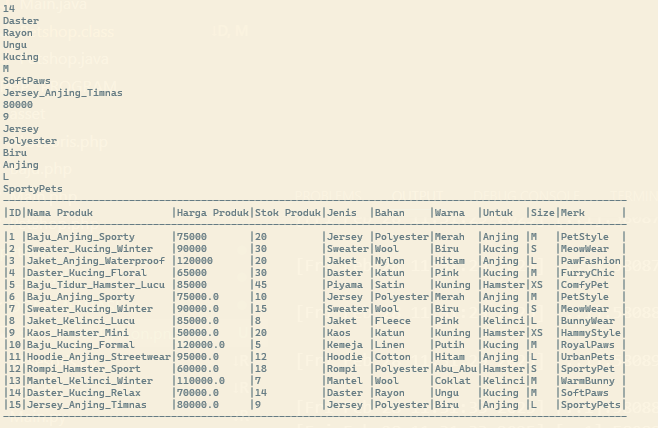 14
Daster
Rayon
Ungu
Kucing
M
SoftPaws
Jersey_Anjing_Timnas
80000
9
Jersey
Polyester
Biru
Anjing
L
SportyPets
|ID|Nama Produk |Harga Produk|Stok Produk|Jenis |Bahan |Warna |Untuk |Size|Merk |
|1 |Baju_Anjing_Sporty |75000 |20 |Jersey |Polyester|Merah |Anjing |M |PetStyle |
|2 |Sweater_Kucing_Winter |90000 |30 |Sweater|Wool |Biru |Kucing |S |MeowWear |
|3 |Jaket_Anjing_Waterproof |120000 |20 |Jaket |Nylon |Hitam |Anjing |L |PawFashion|
|4 |Daster_Kucing_Floral |65000 |30 |Daster |Katun |Pink |Kucing |M |FurryChic |
|5 |Baju_Tidur_Hamster_Lucu |85000 |45 |Piyama |Satin |Kuning |Hamster|XS |ComfyPet |
|6 |Baju_Anjing_Sporty |75000.0 |10 |Jersey |Polyester|Merah |Anjing |M |PetStyle |
|7 |Sweater_Kucing_Winter |90000.0 |15 |Sweater|Wool |Biru |Kucing |S |MeowWear |
|8 |Jaket_Kelinci_Lucu |85000.0 |8 |Jaket |Fleece |Pink |Kelinci|L |BunnyWear |
|9 |Kaos_Hamster_Mini |50000.0 |20 |Kaos |Katun |Kuning |Hamster|XS |HammyStyle|
|10|Baju_Kucing_Formal |120000.0 |5 |Kemeja |Linen |Putih |Kucing |M |RoyalPaws |
|11|Hoodie_Anjing_Streetwear|95000.0 |12 |Hoodie |Cotton |Hitam |Anjing |L |UrbanPets |
|12|Rompi_Hamster_Sport |60000.0 |18 |Rompi |Polyester|Abu_Abu|Hamster|S |SportyPet |
|13|Mantel_Kelinci_Winter |110000.0 |7 |Mantel |Wool |Coklat |Kelinci|M |WarmBunny |
|14|Daster_Kucing_Relax |70000.0 |14 |Daster |Rayon |Ungu |Kucing |M |SoftPaws |
|15|Jersey_Anjing_Timnas |80000.0 |9 |Jersey |Polyester|Biru |Anjing |L |SportyPets|